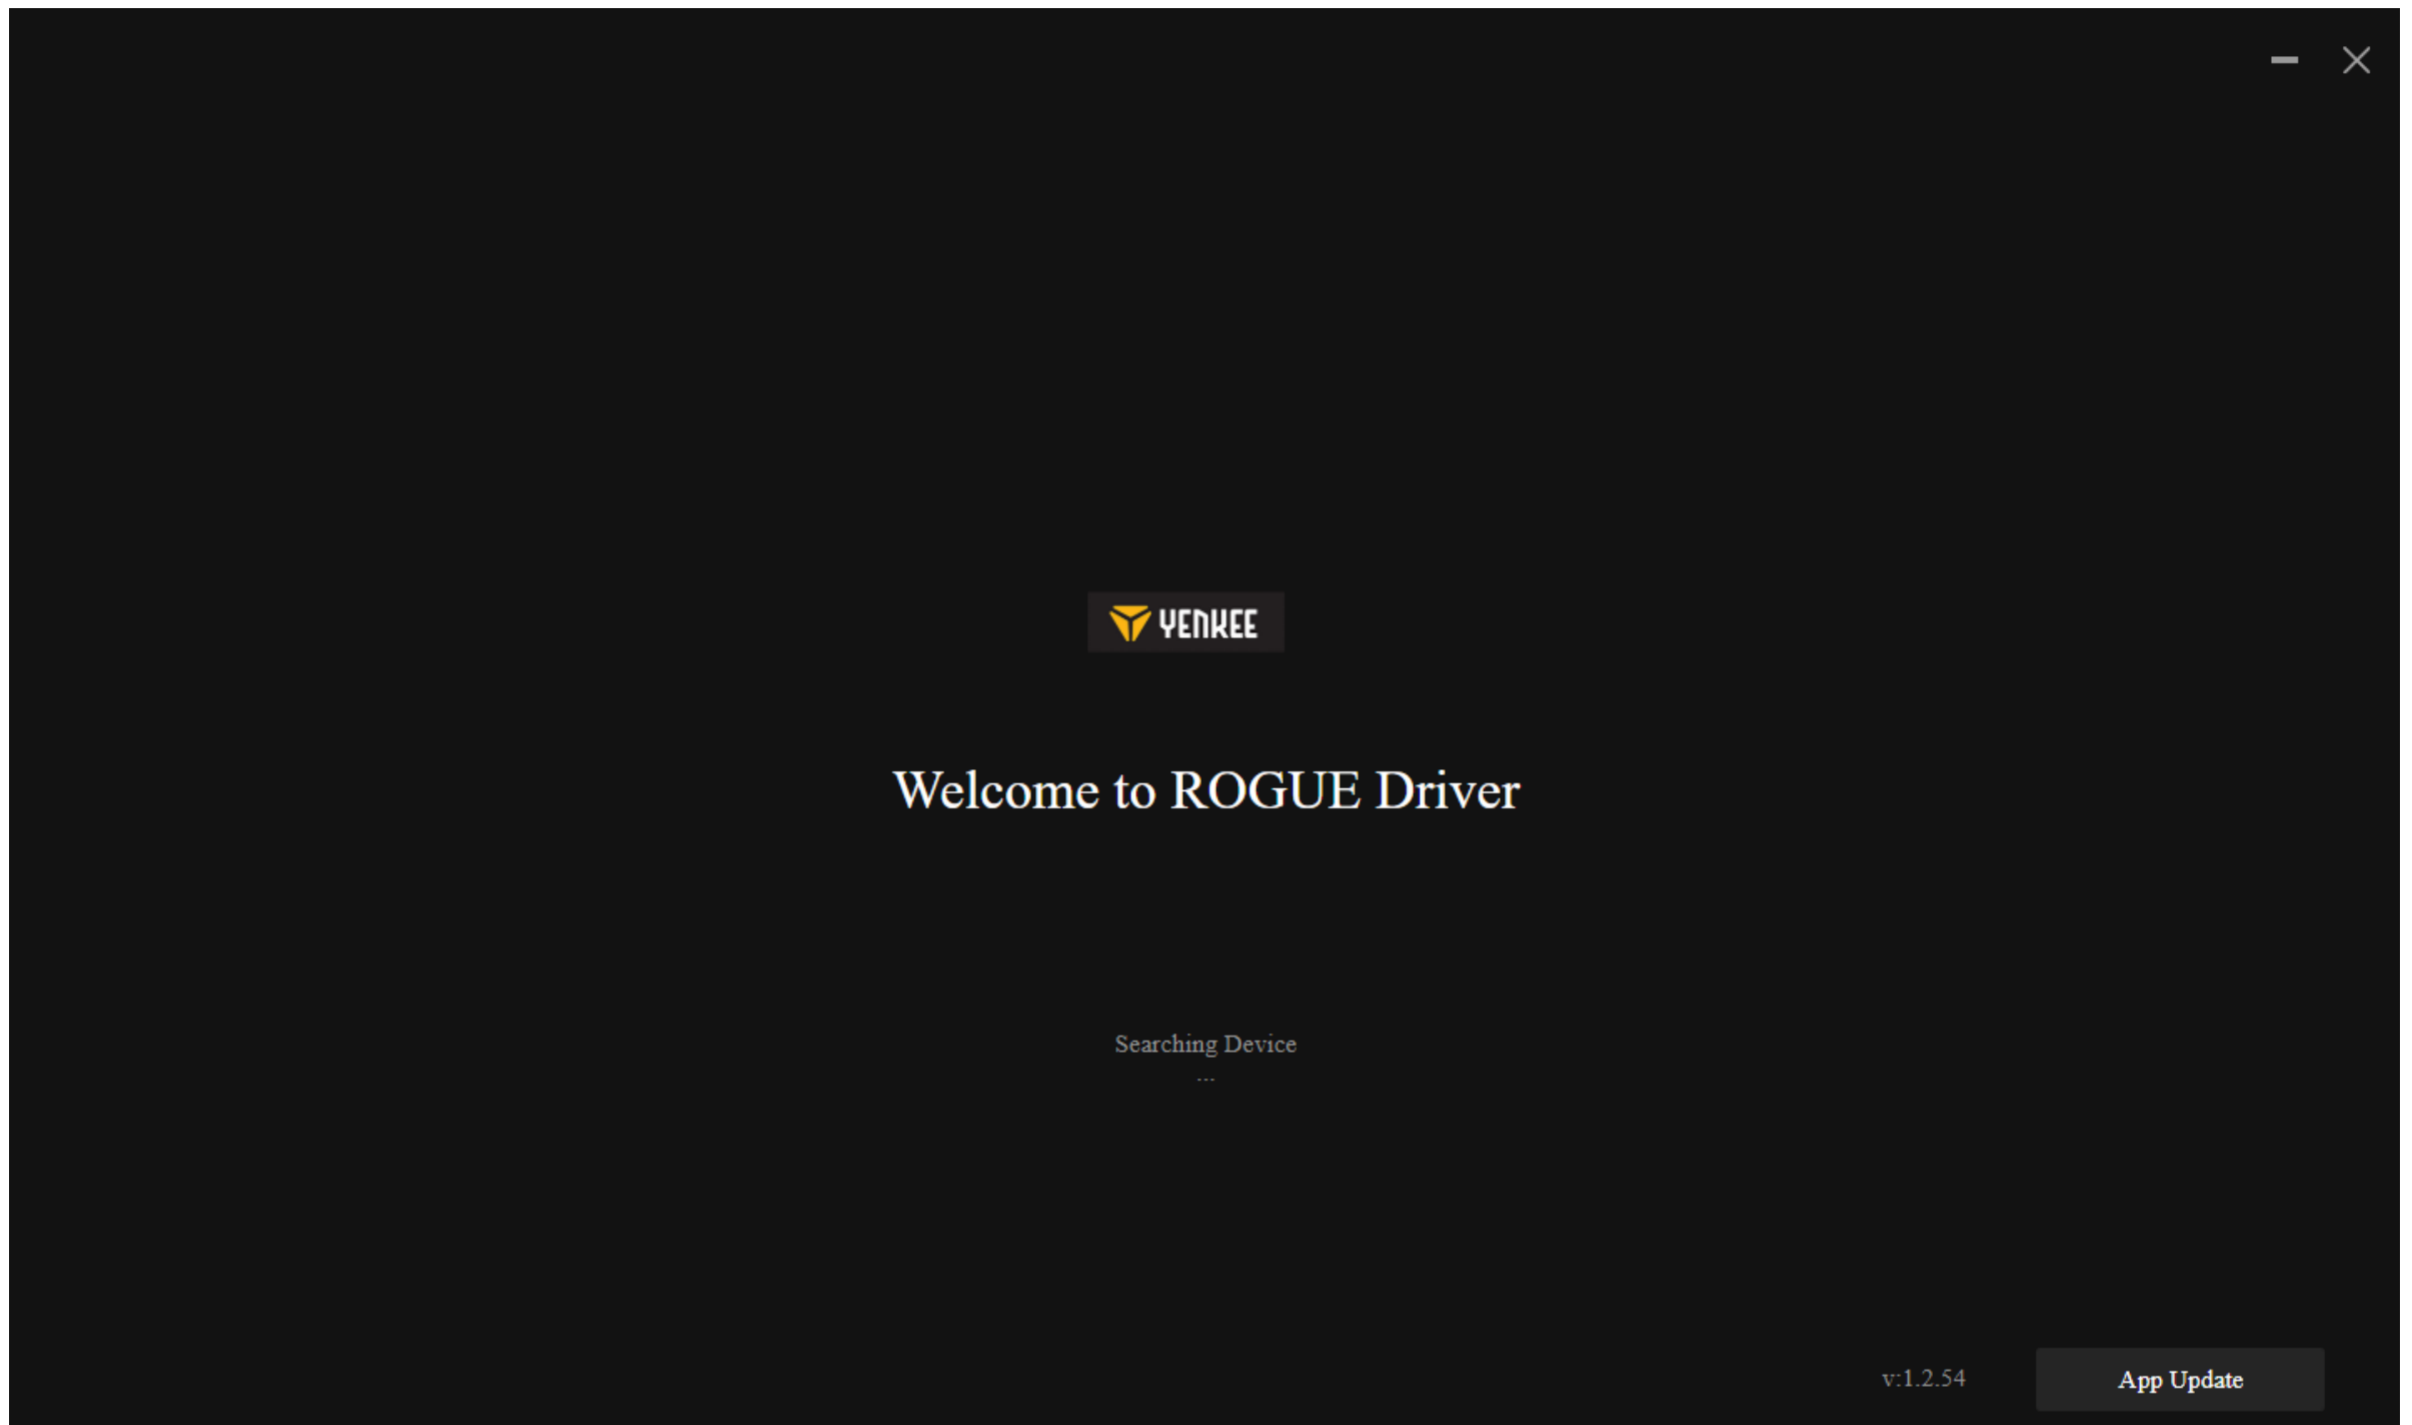 YENKEE
Welcome to ROGUE Driver
Searching Device
...
v:1.2.54
App Update